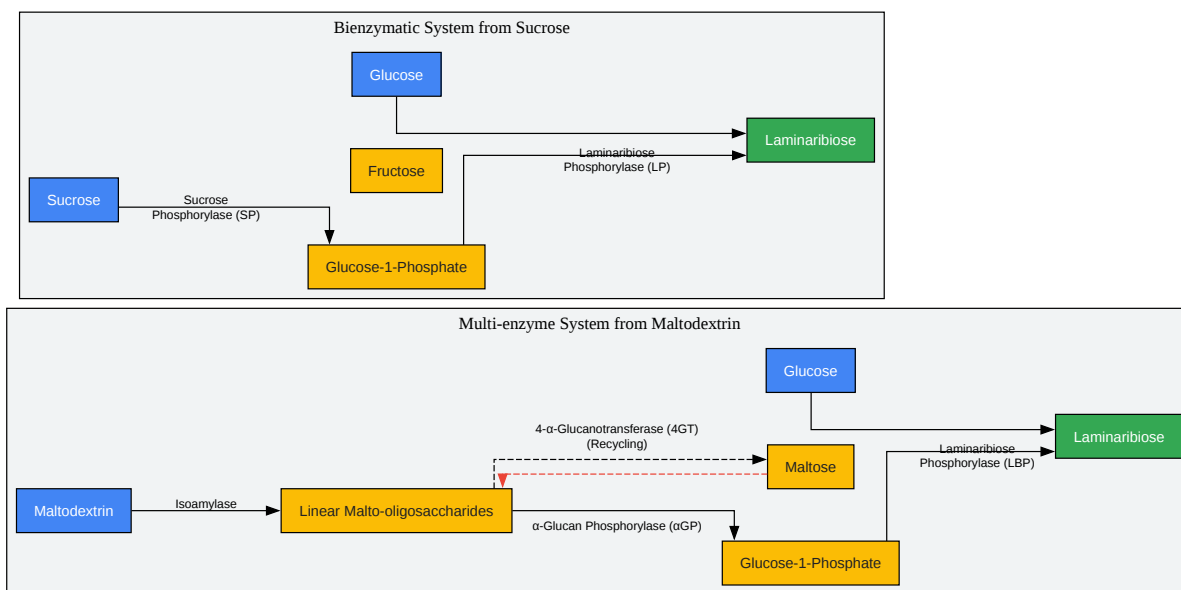 Bienzymatic System from Sucrose
Glucose
Laminaribiose
Laminaribiose
Phosphorylase (LP)
Fructose
Sucrose
Sucrose
Phosphorylase (SP)
Glucose-1-Phosphate
Multi-enzyme System from Maltodextrin
Glucose
4-α-Glucanotransferase (4GT)
(Recycling)
Laminaribiose
Laminaribiose
Phosphorylase (LBP)
Maltose
Maltodextrin
Isoamylase
Linear Malto-oligosaccharides
α-Glucan Phosphorylase (αGP)
Glucose-1-Phosphate